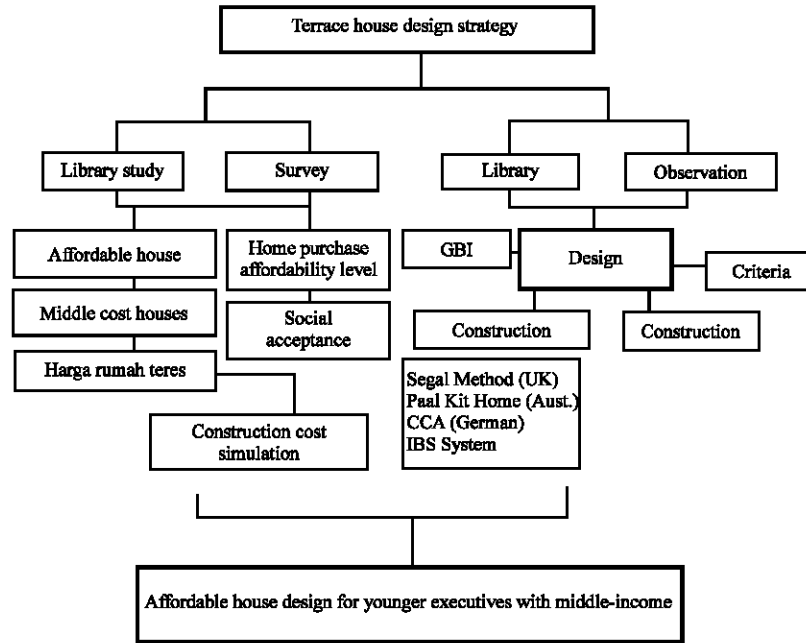 Terrace house design strategy
Library study
Survey
Library
Observation
Affordable house
Home purchase
affordability level
GBI
Design
Criteria
Middle cost houses
Social
acceptance
Construction
Construction
Harga rumah teres
Segal Method (UK)
Paal Kit Home (Aust.)
CCA (German)
IBS System
Construction cost
simulation
Affordable house design for younger executives with middle-income